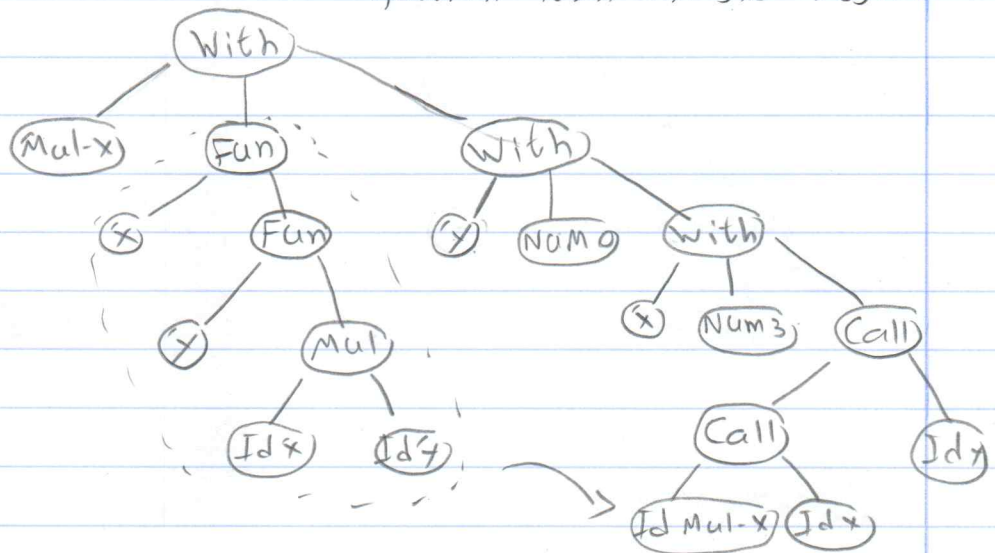 With
Mul-x Fun With
x Fun y Num 0 With
y Mul x Num 3 Call
Id x Id y Call Id y
Id Mul-x Id x